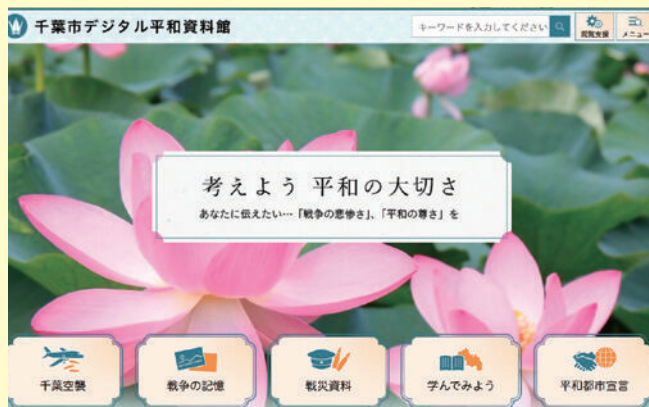 千葉市デジタル平和資料館
キーワードを入力してください
閲覧支援
メニュー
考えよう 平和の大切さ
あなたに伝えたい…「戦争の悲惨さ」、「平和の尊さ」を
千葉空襲
戦争の記憶
戦災資料
学んでみよう
平和都市宣言